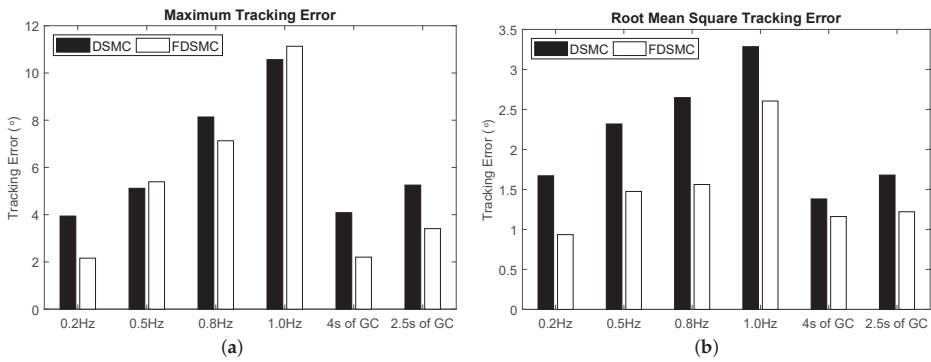 Maximum Tracking Error
DSMC FDSMC
Tracking Error (°)
12
10
8
6
4
2
0
0.2Hz 0.5Hz 0.8Hz 1.0Hz 4s of GC 2.5s of GC
(a)
Root Mean Square Tracking Error
DSMC FDSMC
Tracking Error (°)
3.5
3
2.5
2
1.5
1
0.5
0
0.2Hz 0.5Hz 0.8Hz 1.0Hz 4s of GC 2.5s of GC
(b)